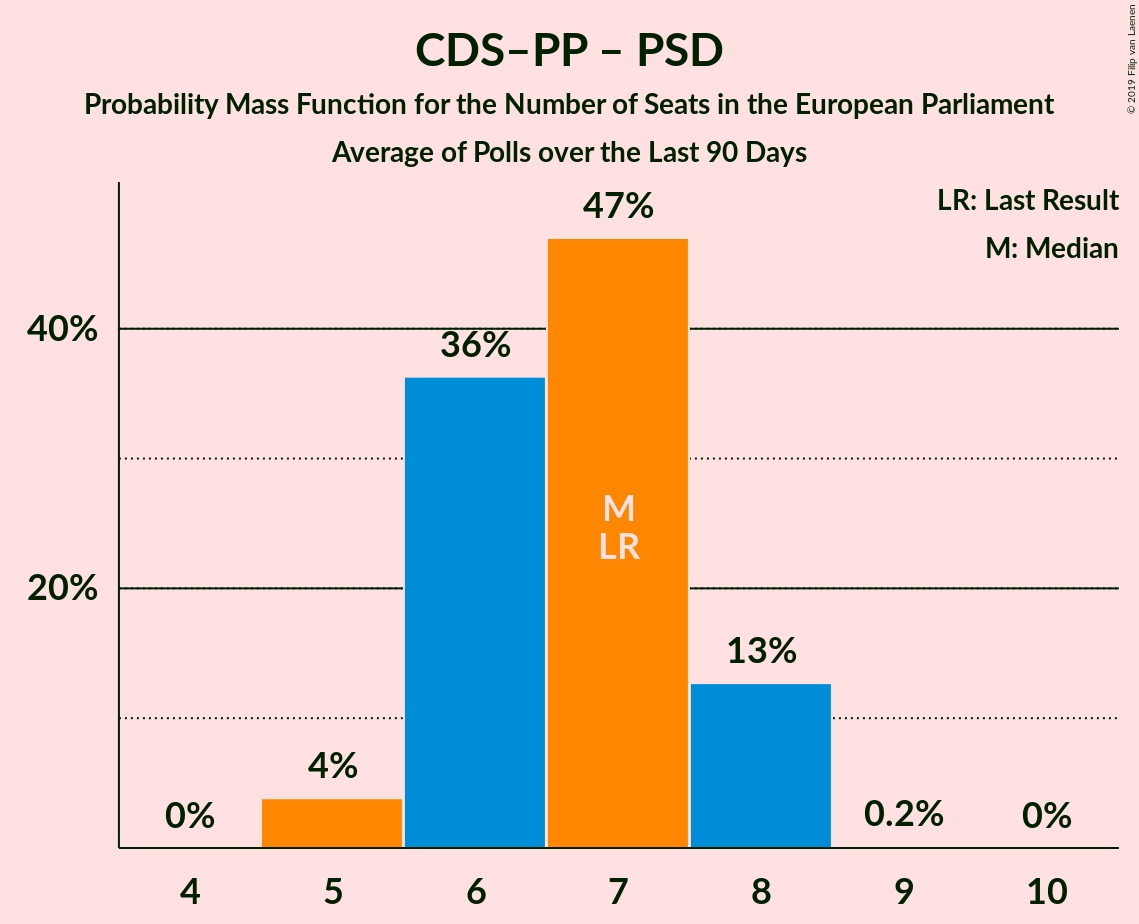 CDS–PP – PSD
Probability Mass Function for the Number of Seats in the European Parliament
Average of Polls over the Last 90 Days
© 2019 Filip van Laenen
LR: Last Result
M: Median
40%
20%
0%
4%
36%
47%
M
LR
13%
0.2%
0%
4
5
6
7
8
9
10